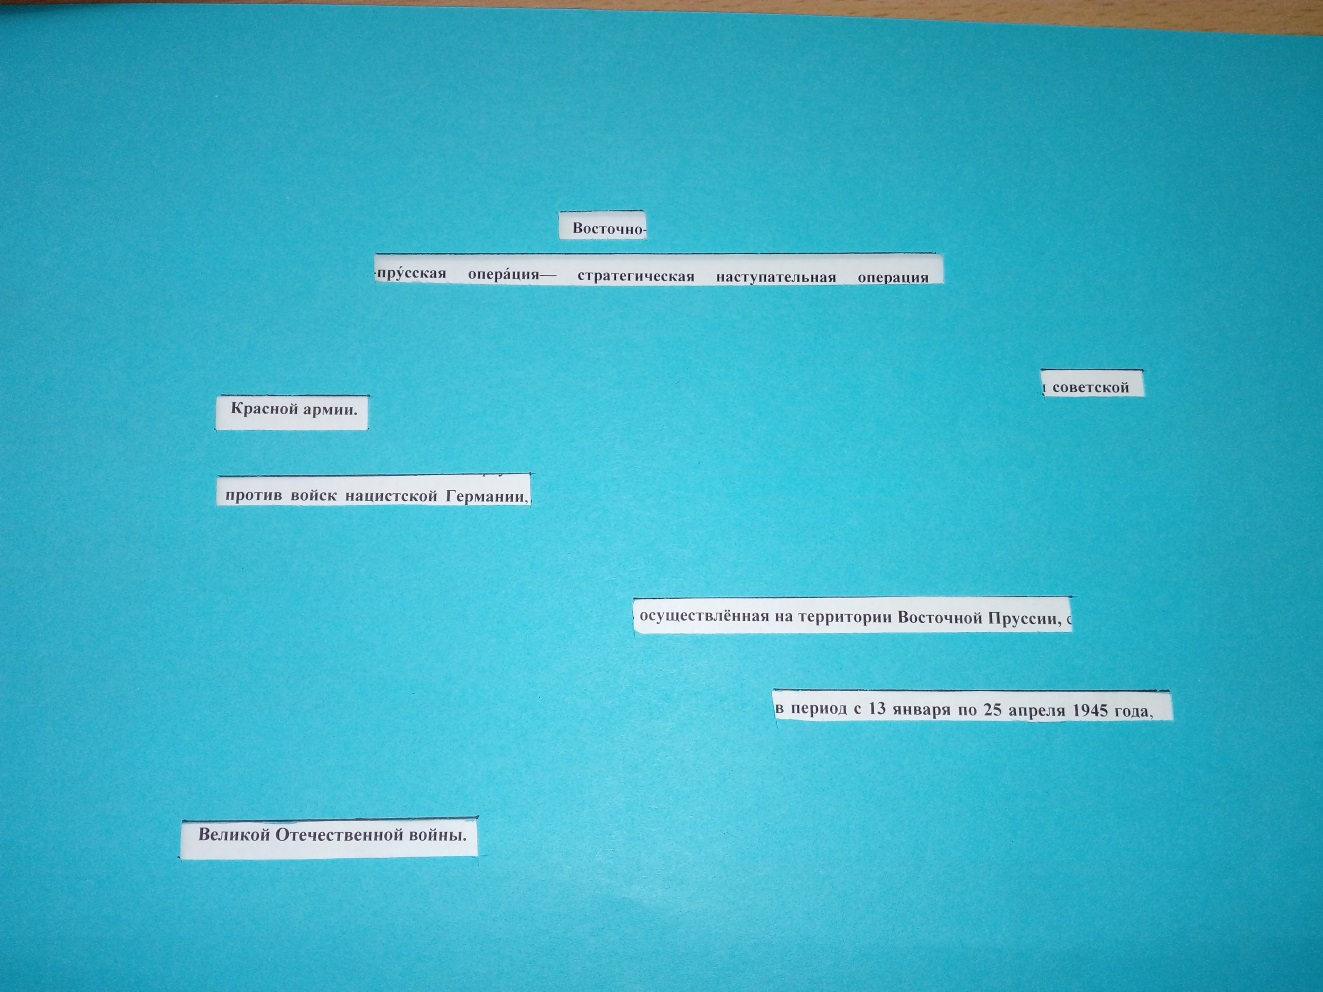 Восточно-
пру́сская опера́ция— стратегическая наступательная операция
советской
Красной армии.
против войск нацистской Германии,
осуществлённая на территории Восточной Пруссии,
в период с 13 января по 25 апреля 1945 года,
Великой Отечественной войны.